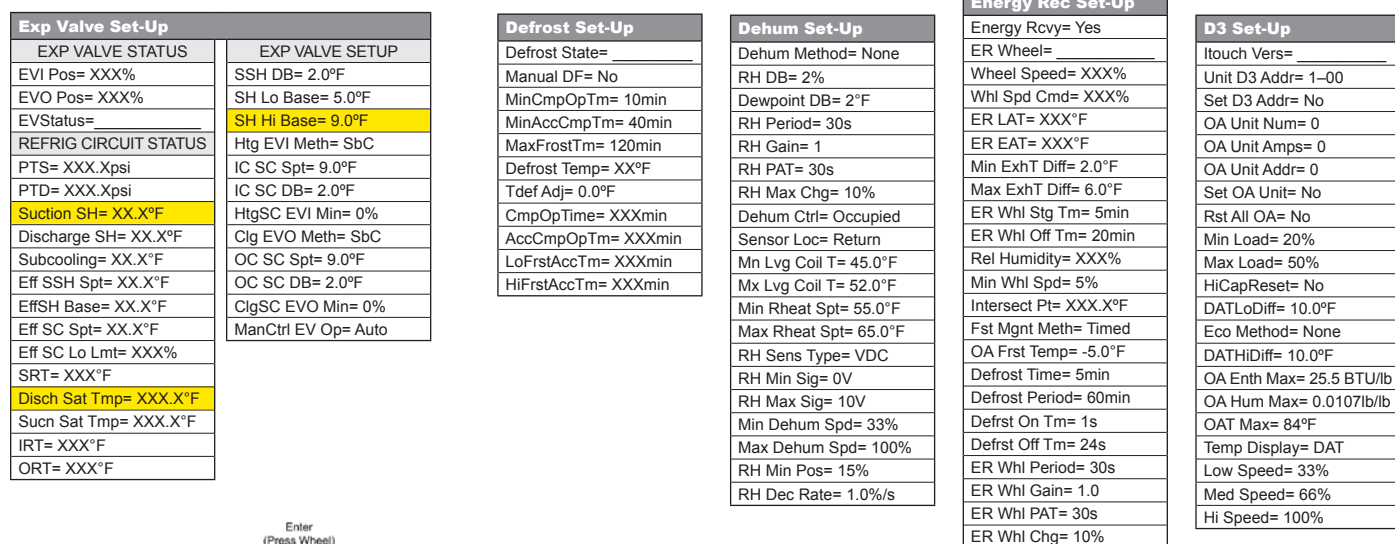 Exp Valve Set-Up
EXP VALVE STATUS
EVI Pos= XXX%
EVO Pos= XXX%
EVStatus=
REFRIG CIRCUIT STATUS
PTS= XXX.Xpsi
PTD= XXX.Xpsi
Suction SH= XX.XºF
Discharge SH= XX.XºF
Subcooling= XX.X°F
Eff SSH Spt= XX.X°F
EffSH Base= XX.X°F
Eff SC Spt= XX.X°F
Eff SC Lo Lmt= XXX%
SRT= XXX°F
Disch Sat Tmp= XXX.X°F
Sucn Sat Tmp= XXX.X°F
IRT= XXX°F
ORT= XXX°F
EXP VALVE SETUP
SSH DB= 2.0ºF
SH Lo Base= 5.0ºF
SH Hi Base= 9.0ºF
Htg EVI Meth= SbC
IC SC Spt= 9.0ºF
IC SC DB= 2.0ºF
HtgSC EVI Min= 0%
Clg EVO Meth= SbC
OC SC Spt= 9.0ºF
OC SC DB= 2.0ºF
ClgSC EVO Min= 0%
ManCtrl EV Op= Auto
Enter
(Press Wheel)
Defrost Set-Up
Defrost State=
Manual DF= No
MinCmpOpTm= 10min
MinAccCmpTm= 40min
MaxFrostTm= 120min
Defrost Temp= XXºF
Tdef Adj= 0.0ºF
CmpOpTime= XXXmin
AccCmpOpTm= XXXmin
LoFrstAccTm= XXXmin
HiFrstAccTm= XXXmin
Dehum Set-Up
Dehum Method= None
RH DB= 2%
Dewpoint DB= 2°F
RH Period= 30s
RH Gain= 1
RH PAT= 30s
RH Max Chg= 10%
Dehum Ctrl= Occupied
Sensor Loc= Return
Mn Lvg Coil T= 45.0°F
Mx Lvg Coil T= 52.0°F
Min Rheat Spt= 55.0°F
Max Rheat Spt= 65.0°F
RH Sens Type= VDC
RH Min Sig= 0V
RH Max Sig= 10V
Min Dehum Spd= 33%
Max Dehum Spd= 100%
RH Min Pos= 15%
RH Dec Rate= 1.0%/s
Energy Rec Set-Up
Energy Rcvy= Yes
ER Wheel=
Wheel Speed= XXX%
Whl Spd Cmd= XXX%
ER LAT= XXX°F
ER EAT= XXX°F
Min ExhT Diff= 2.0°F
Max ExhT Diff= 6.0°F
ER Whl Stg Tm= 5min
ER Whl Off Tm= 20min
Rel Humidity= XXX%
Min Whl Spd= 5%
Intersect Pt= XXX.XºF
Fst Mgnt Meth= Timed
OA Frst Temp= -5.0°F
Defrost Time= 5min
Defrost Period= 60min
Defrst On Tm= 1s
Defrst Off Tm= 24s
ER Whl Period= 30s
ER Whl Gain= 1.0
ER Whl PAT= 30s
ER Whl Chg= 10%
D3 Set-Up
Itouch Vers=
Unit D3 Addr= 1–00
Set D3 Addr= No
OA Unit Num= 0
OA Unit Amps= 0
OA Unit Addr= 0
Set OA Unit= No
Rst All OA= No
Min Load= 20%
Max Load= 50%
HiCapReset= No
DATLoDiff= 10.0ºF
Eco Method= None
DATHiDiff= 10.0ºF
OA Enth Max= 25.5 BTU/lb
OA Hum Max= 0.0107lb/lb
OAT Max= 84ºF
Temp Display= DAT
Low Speed= 33%
Med Speed= 66%
Hi Speed= 100%